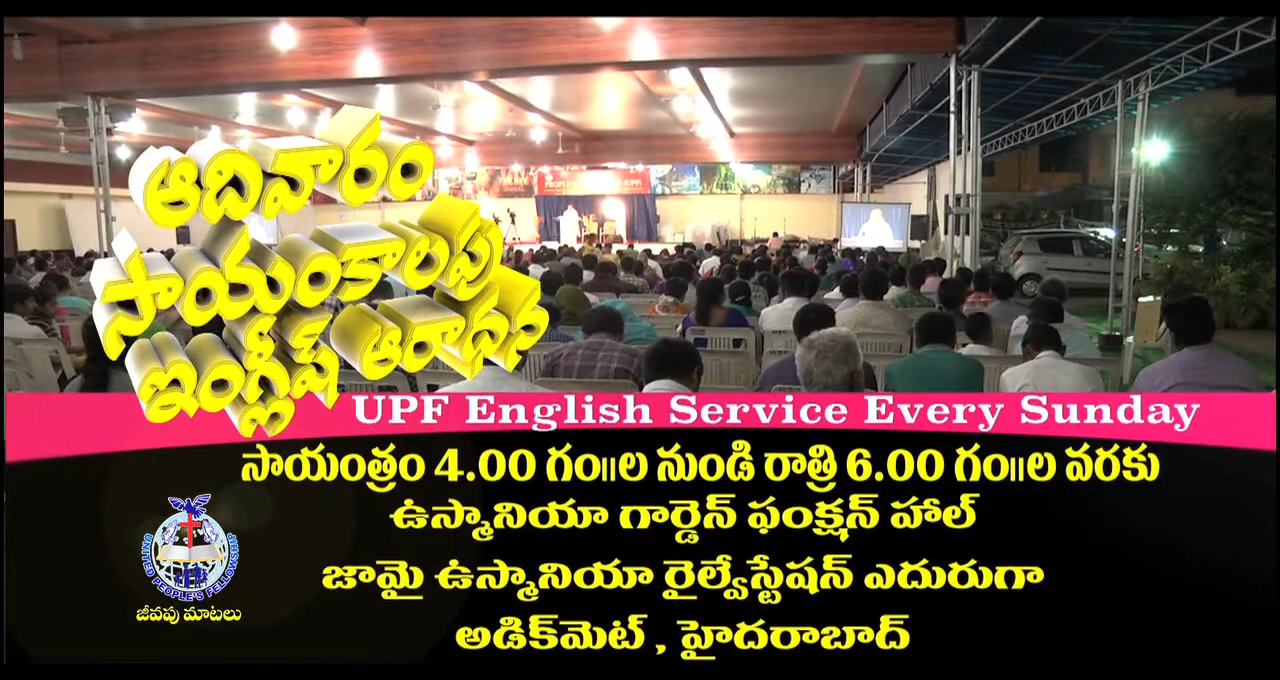 PEOPLE'S
ఆదివారం
సాయంకాలపు
ఇంగ్లీష్ ఆరాధన
UPF English Service Every Sunday
సాయంత్రం 4.00 గం॥ల నుండి రాత్రి 6.00 గం॥ల వరకు
ఉస్మానియా గార్డెన్ ఫంక్షన్ హాల్
జామై ఉస్మానియా రైల్వేస్టేషన్ ఎదురుగా
అడిక్‌మెట్ , హైదరాబాద్
UNITED PEOPLE'S FELLOWSHIP
జీవపు మాటలు